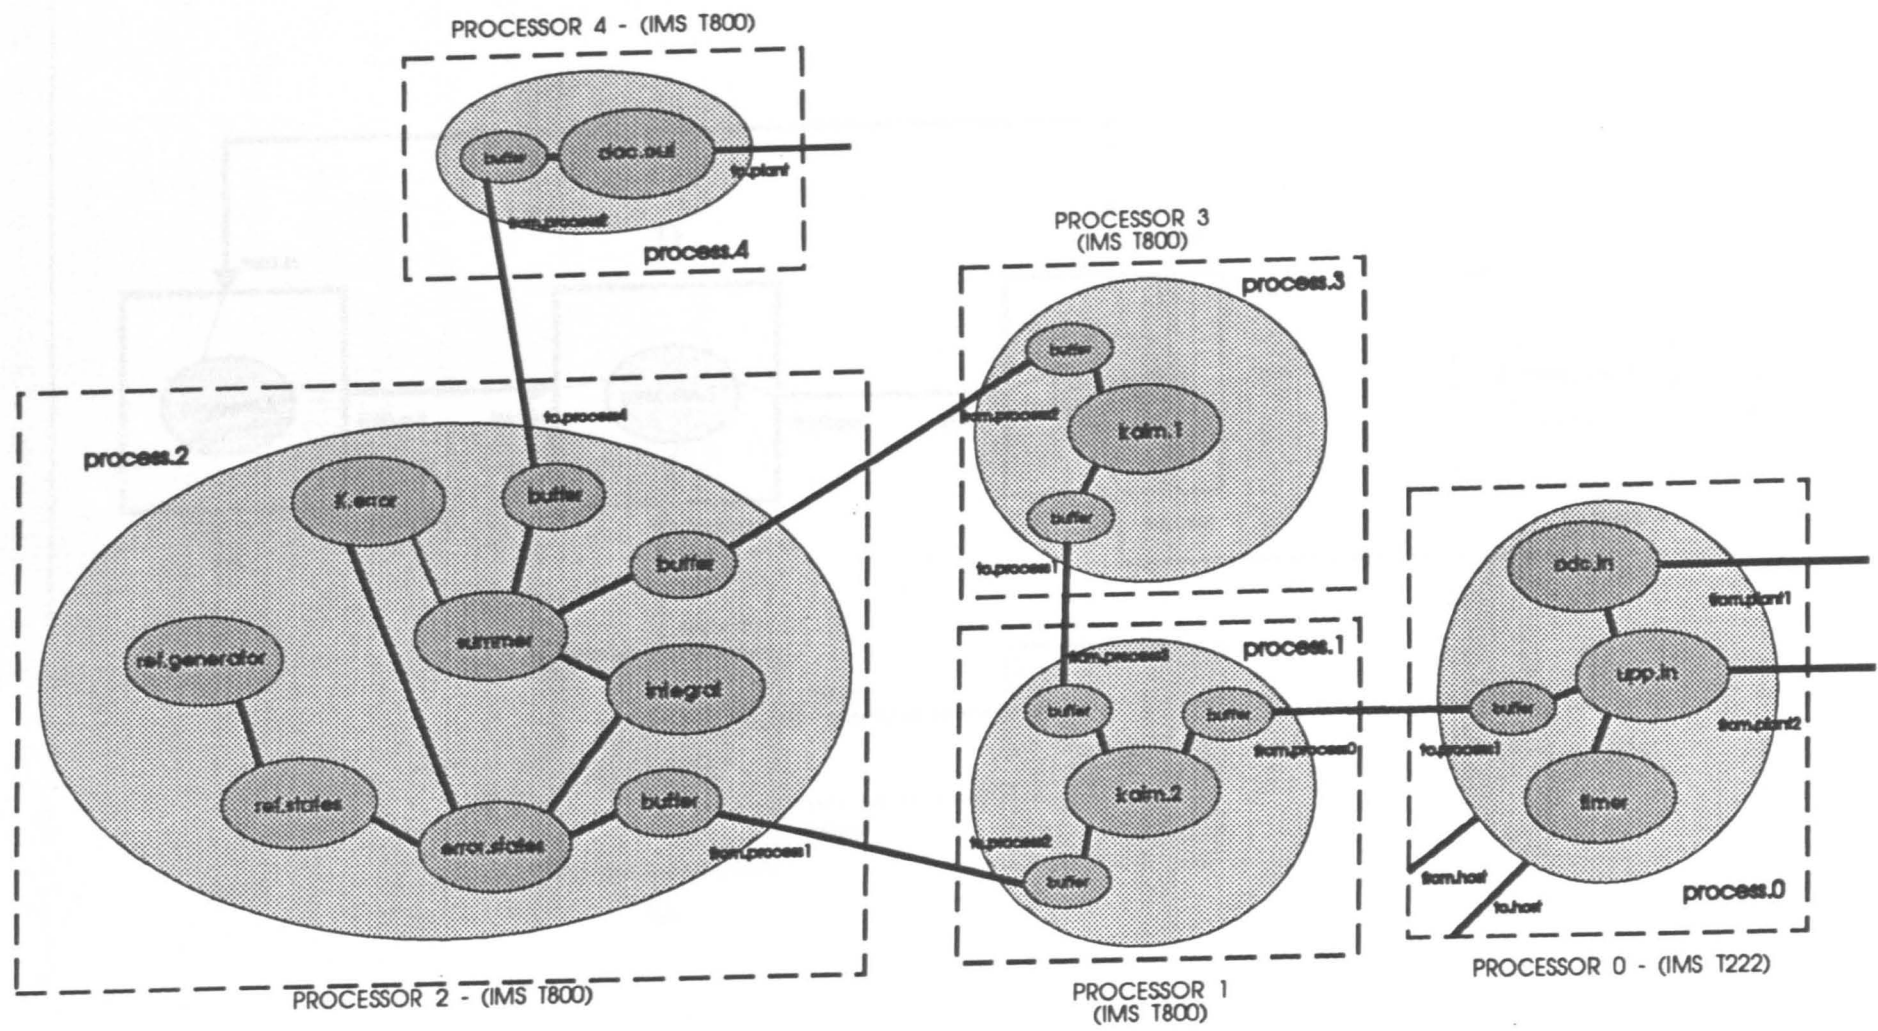 PROCESSOR 4 - (IMS T800)
buffer
dac.out
to.plant
from.process2
process.4
PROCESSOR 3
(IMS T800)
process.3
buffer
from.process2
kalm.1
buffer
to.process1
to.process4
process.2
K.error
buffer
buffer
summer
ref.generator
integral
ref.states
buffer
error.states
from.process1
PROCESSOR 2 - (IMS T800)
from.process3
process.1
buffer
buffer
from.process0
kalm.2
to.process2
buffer
PROCESSOR 1
(IMS T800)
adc.in
from.plant1
upp.in
buffer
from.plant2
to.process1
timer
from.host
process.0
to.host
PROCESSOR 0 - (IMS T222)